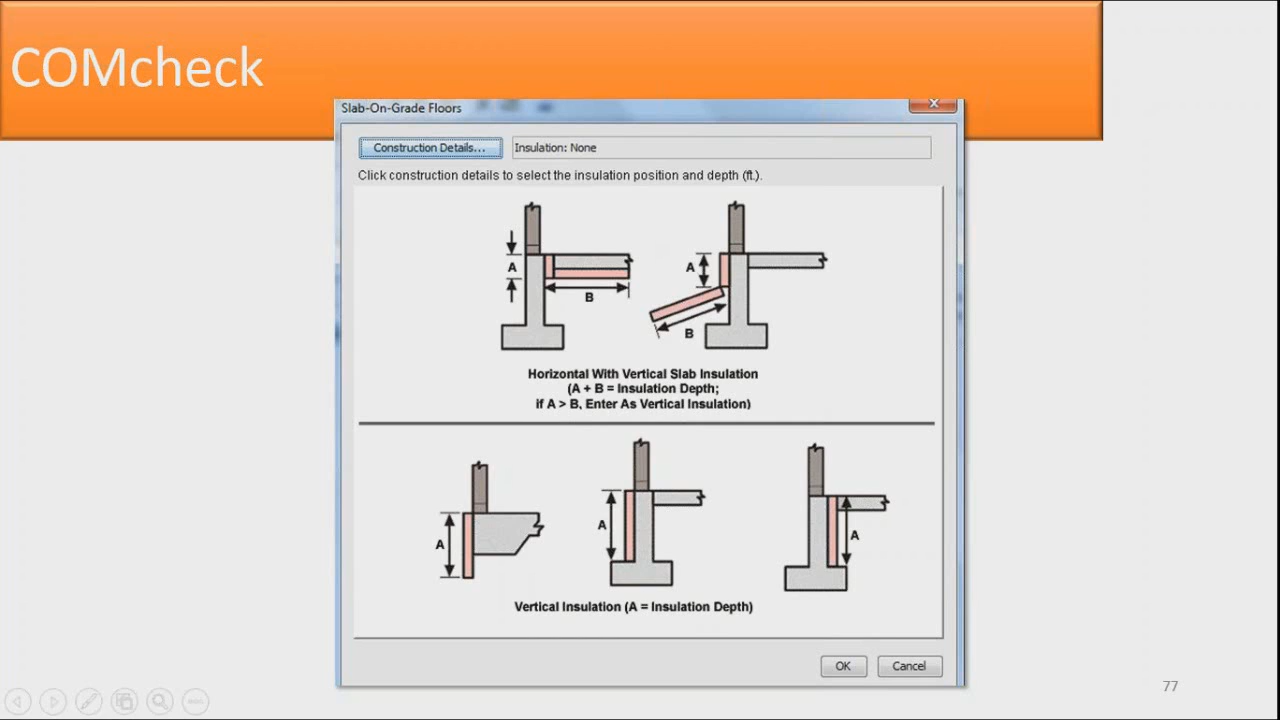 COMcheck
Slab-On-Grade Floors
Construction Details...
Insulation: None
Click construction details to select the insulation position and depth (ft.).
A
B
A
B
Horizontal With Vertical Slab Insulation
(A + B = Insulation Depth;
if A > B, Enter As Vertical Insulation)
A
A
A
Vertical Insulation (A = Insulation Depth)
OK
Cancel
77